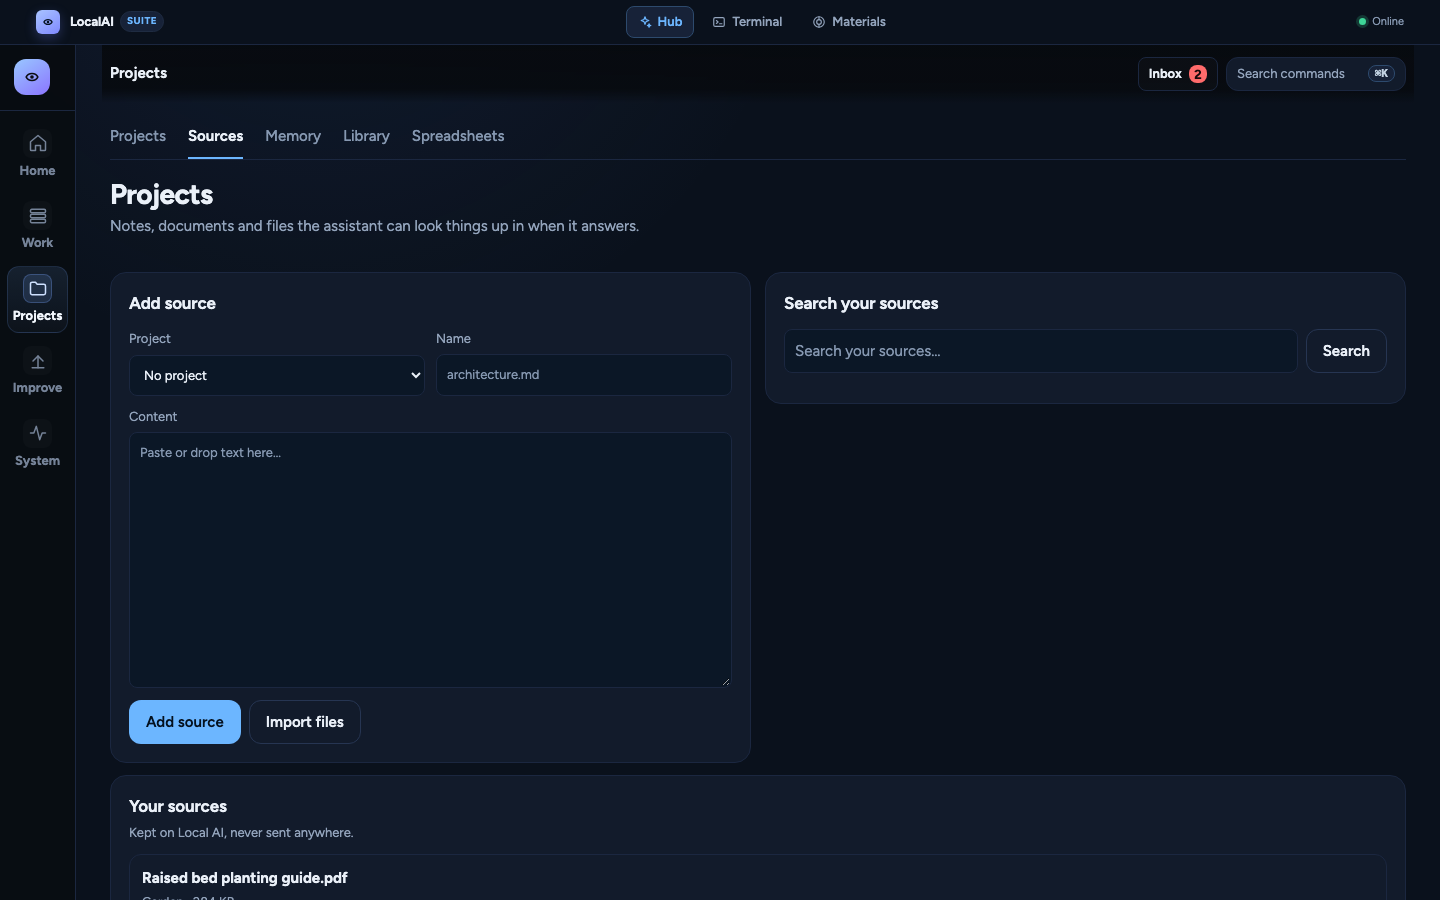 LocalAI SUITE
Hub
Terminal
Materials
Online
Projects
Inbox 2
Search commands ⌘K
Home
Work
Projects
Improve
System
Projects Sources Memory Library Spreadsheets
Projects
Notes, documents and files the assistant can look things up in when it answers.
Add source
Project
Name
No project
architecture.md
Content
Paste or drop text here...
Add source
Import files
Search your sources
Search your sources...
Search
Your sources
Kept on Local AI, never sent anywhere.
Raised bed planting guide.pdf